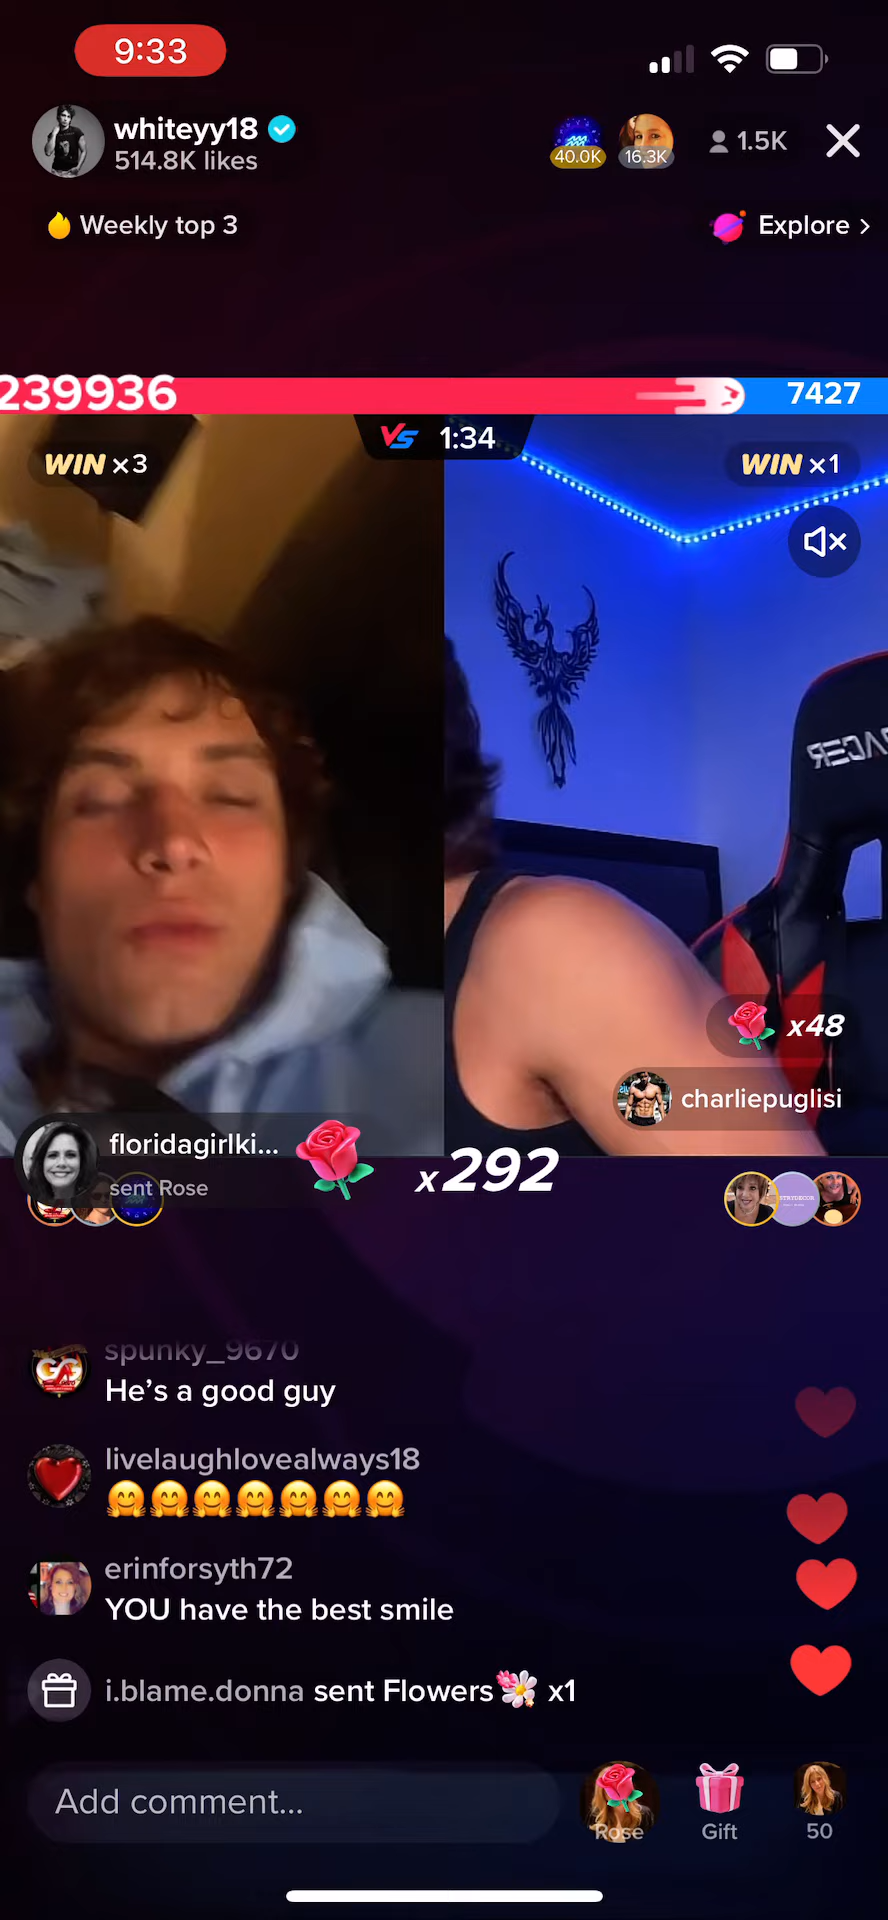 9:33
whiteyy18
514.8K likes
40.0K
16.3K
1.5K
Weekly top 3
Explore >
239936
7427
VS 1:34
WIN x3
WIN x1
x48
charliepuglisi
floridagirlki...
sent Rose
x292
spunky_9670
He's a good guy
livelaughlovealways18
🤗🤗🤗🤗🤗🤗🤗
erinforsyth72
YOU have the best smile
i.blame.donna sent Flowers x1
Add comment...
Rose
Gift
50